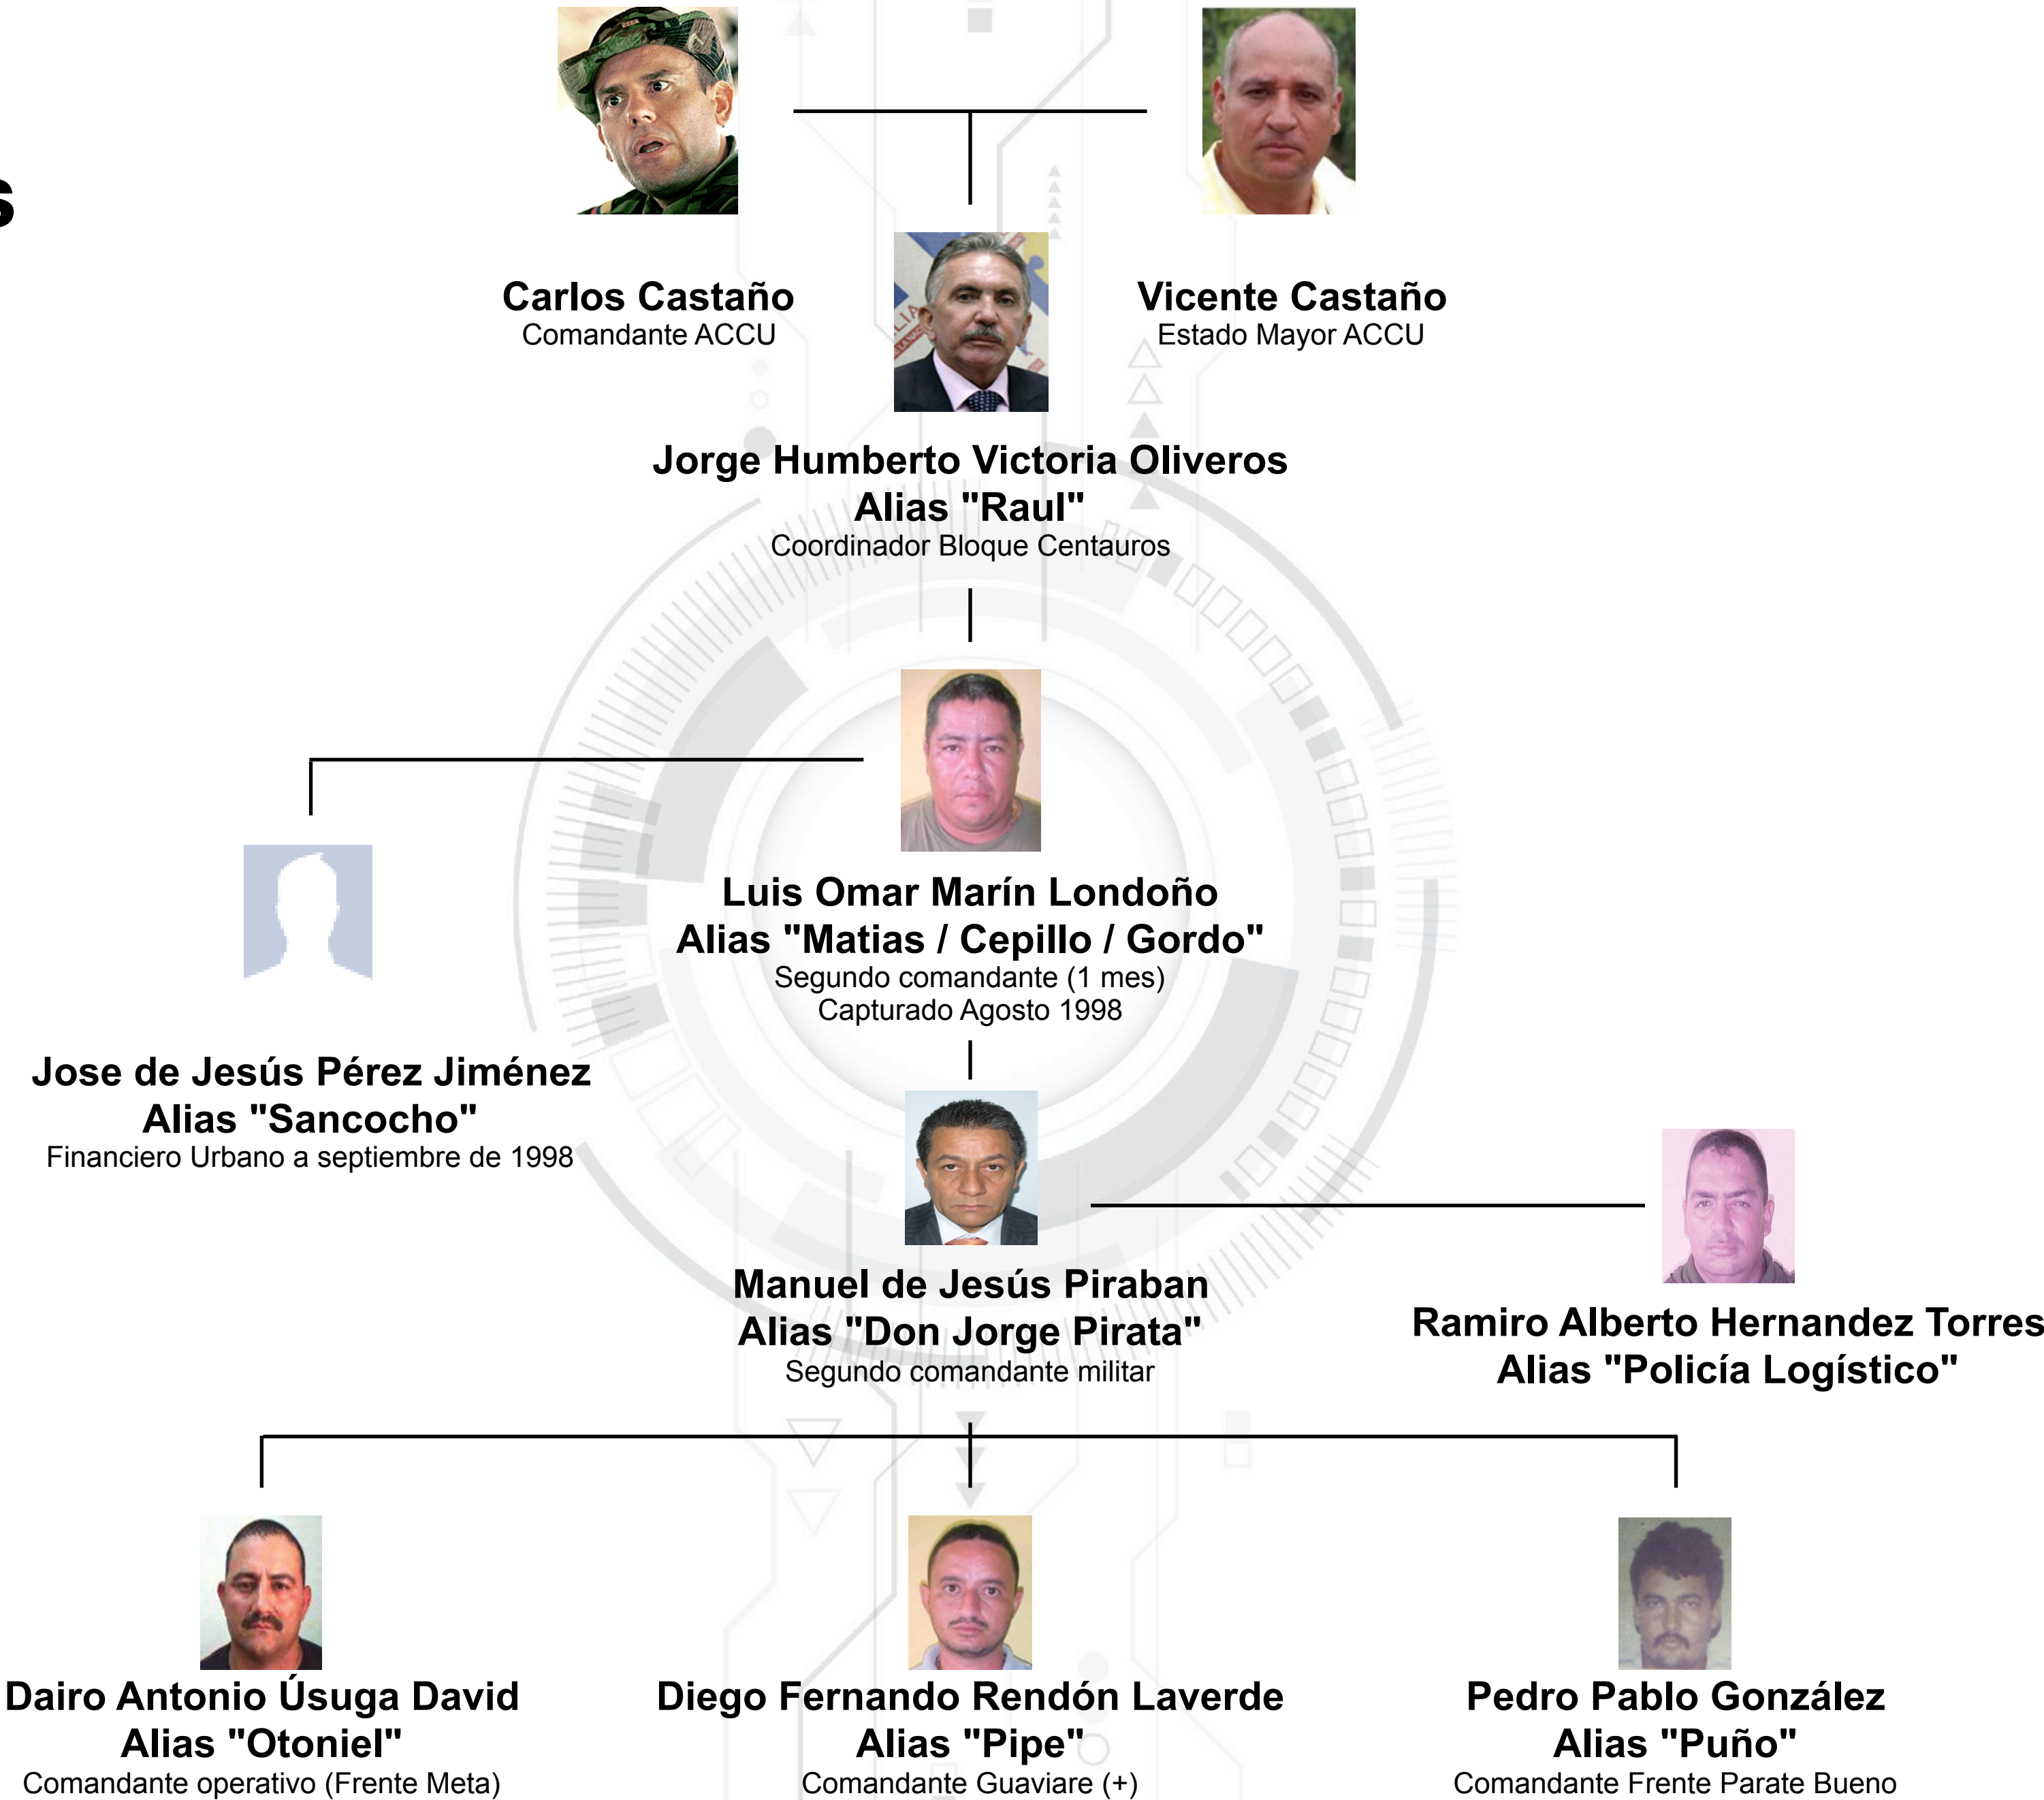 s
Carlos Castaño
Comandante ACCU
Vicente Castaño
Estado Mayor ACCU
Jorge Humberto Victoria Oliveros
Alias "Raul"
Coordinador Bloque Centauros
Luis Omar Marín Londoño
Alias "Matias / Cepillo / Gordo"
Segundo comandante (1 mes)
Capturado Agosto 1998
Jose de Jesús Pérez Jiménez
Alias "Sancocho"
Financiero Urbano a septiembre de 1998
Manuel de Jesús Piraban
Alias "Don Jorge Pirata"
Segundo comandante militar
Ramiro Alberto Hernandez Torres
Alias "Policía Logístico"
Dairo Antonio Úsuga David
Alias "Otoniel"
Comandante operativo (Frente Meta)
Diego Fernando Rendón Laverde
Alias "Pipe"
Comandante Guaviare (+)
Pedro Pablo González
Alias "Puño"
Comandante Frente Parate Bueno